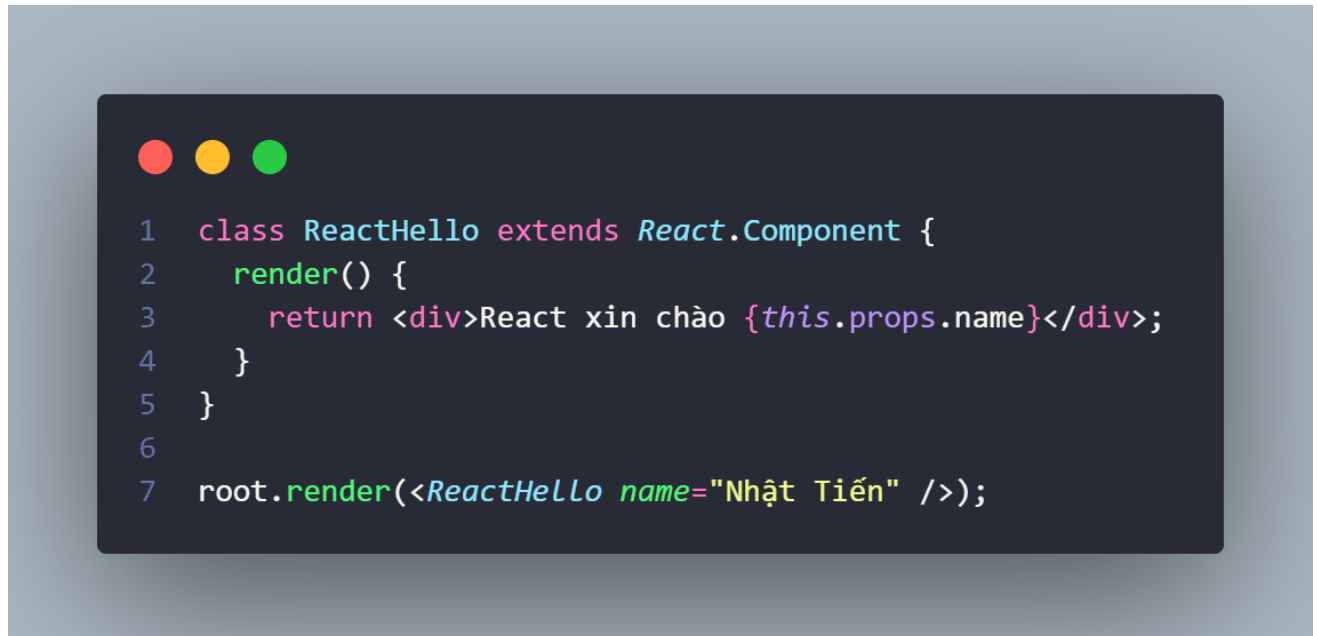 1 class ReactHello extends React.Component {
2   render() {
3     return <div>React xin chào {this.props.name}</div>;
4   }
5 }
6
7 root.render(<ReactHello name="Nhật Tiến" />);